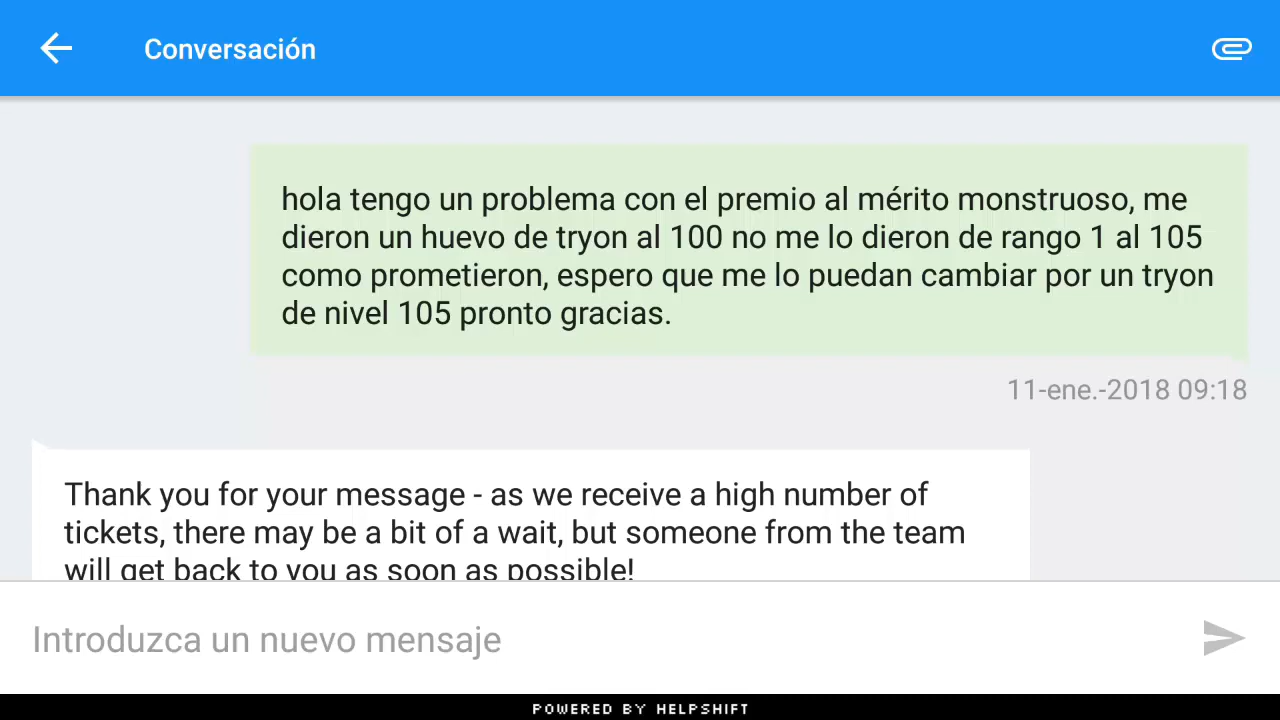 Conversación
hola tengo un problema con el premio al mérito monstruoso, me
dieron un huevo de tryon al 100 no me lo dieron de rango 1 al 105
como prometieron, espero que me lo puedan cambiar por un tryon
de nivel 105 pronto gracias.
11-ene.-2018 09:18
Thank you for your message - as we receive a high number of
tickets, there may be a bit of a wait, but someone from the team
will get back to you as soon as possible!
Introduzca un nuevo mensaje
POWERED BY HELPSHIFT